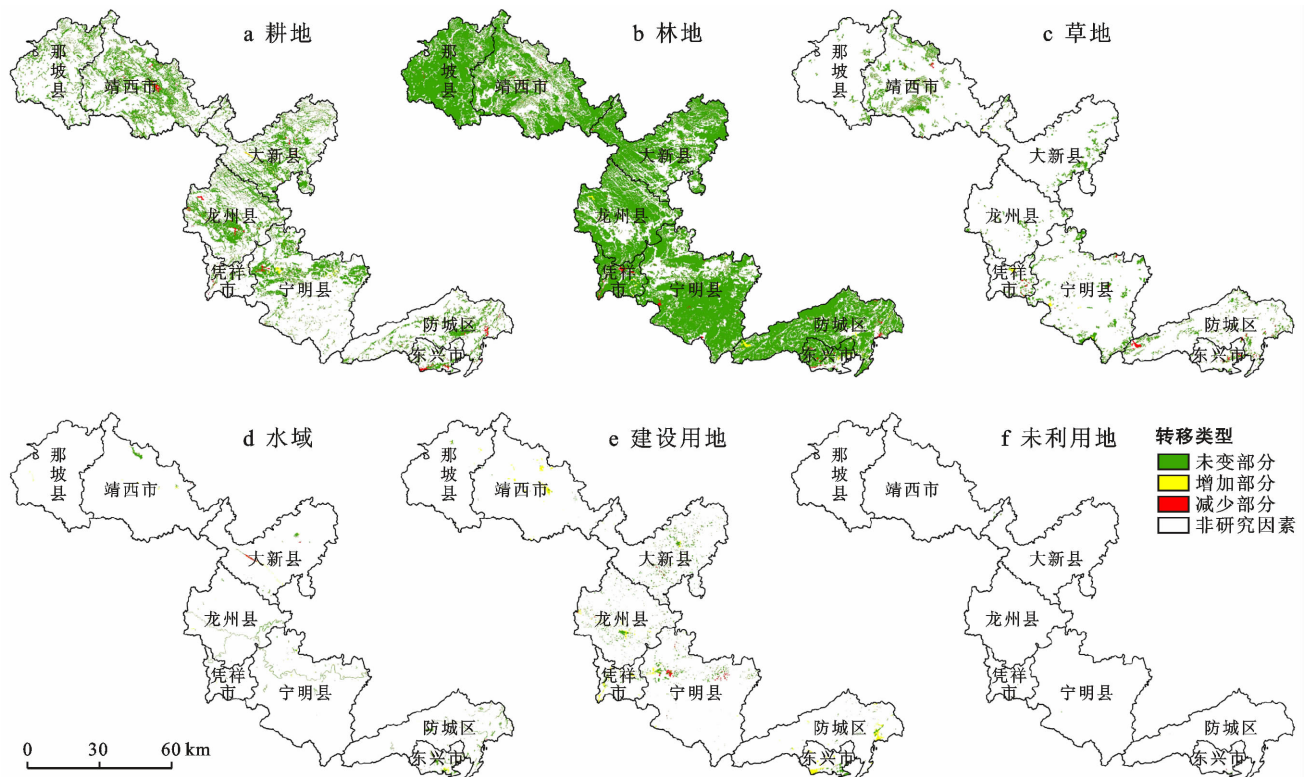 a 耕地
那坡县
靖西市
大新县
龙州县
凭祥市
宁明县
防城区
东兴市
b 林地
那坡县
靖西市
大新县
龙州县
凭祥市
宁明县
防城区
东兴市
c 草地
那坡县
靖西市
大新县
龙州县
凭祥市
宁明县
防城区
东兴市
d 水域
那坡县
靖西市
大新县
龙州县
凭祥市
宁明县
防城区
东兴市
0 30 60 km
e 建设用地
那坡县
靖西市
大新县
龙州县
凭祥市
宁明县
防城区
东兴市
f 未利用地
那坡县
靖西市
大新县
龙州县
凭祥市
宁明县
防城区
东兴市
转移类型
未变部分
增加部分
减少部分
非研究因素